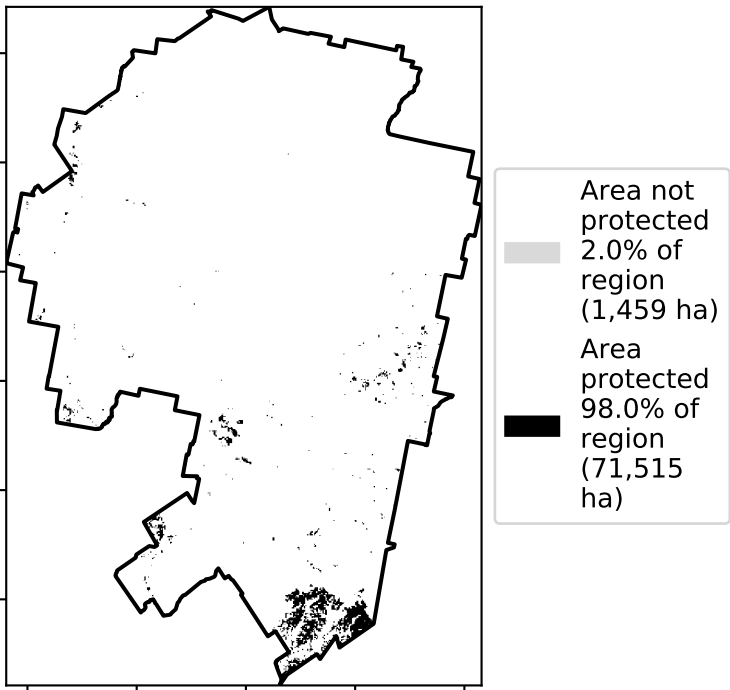 Area not
protected
2.0% of
region
(1,459 ha)
Area
protected
98.0% of
region
(71,515
ha)